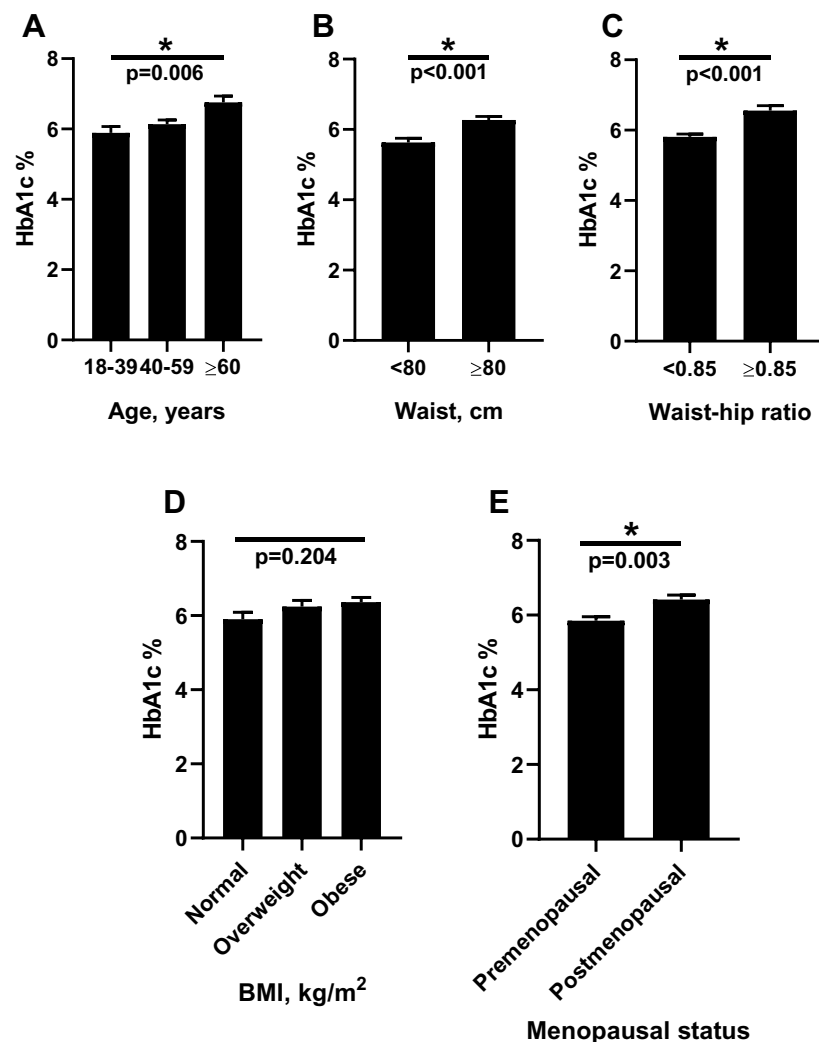 A
*
p=0.006
8
6
4
2
0
HbA1c %
18-39 40-59 ≥60
Age, years
B
*
p<0.001
8
6
4
2
0
HbA1c %
<80 ≥80
Waist, cm
C
*
p<0.001
8
6
4
2
0
HbA1c %
<0.85 ≥0.85
Waist-hip ratio
D
p=0.204
8
6
4
2
0
HbA1c %
Normal
Overweight
Obese
BMI, kg/m²
E
*
p=0.003
8
6
4
2
0
HbA1c %
Premenopausal
Postmenopausal
Menopausal status